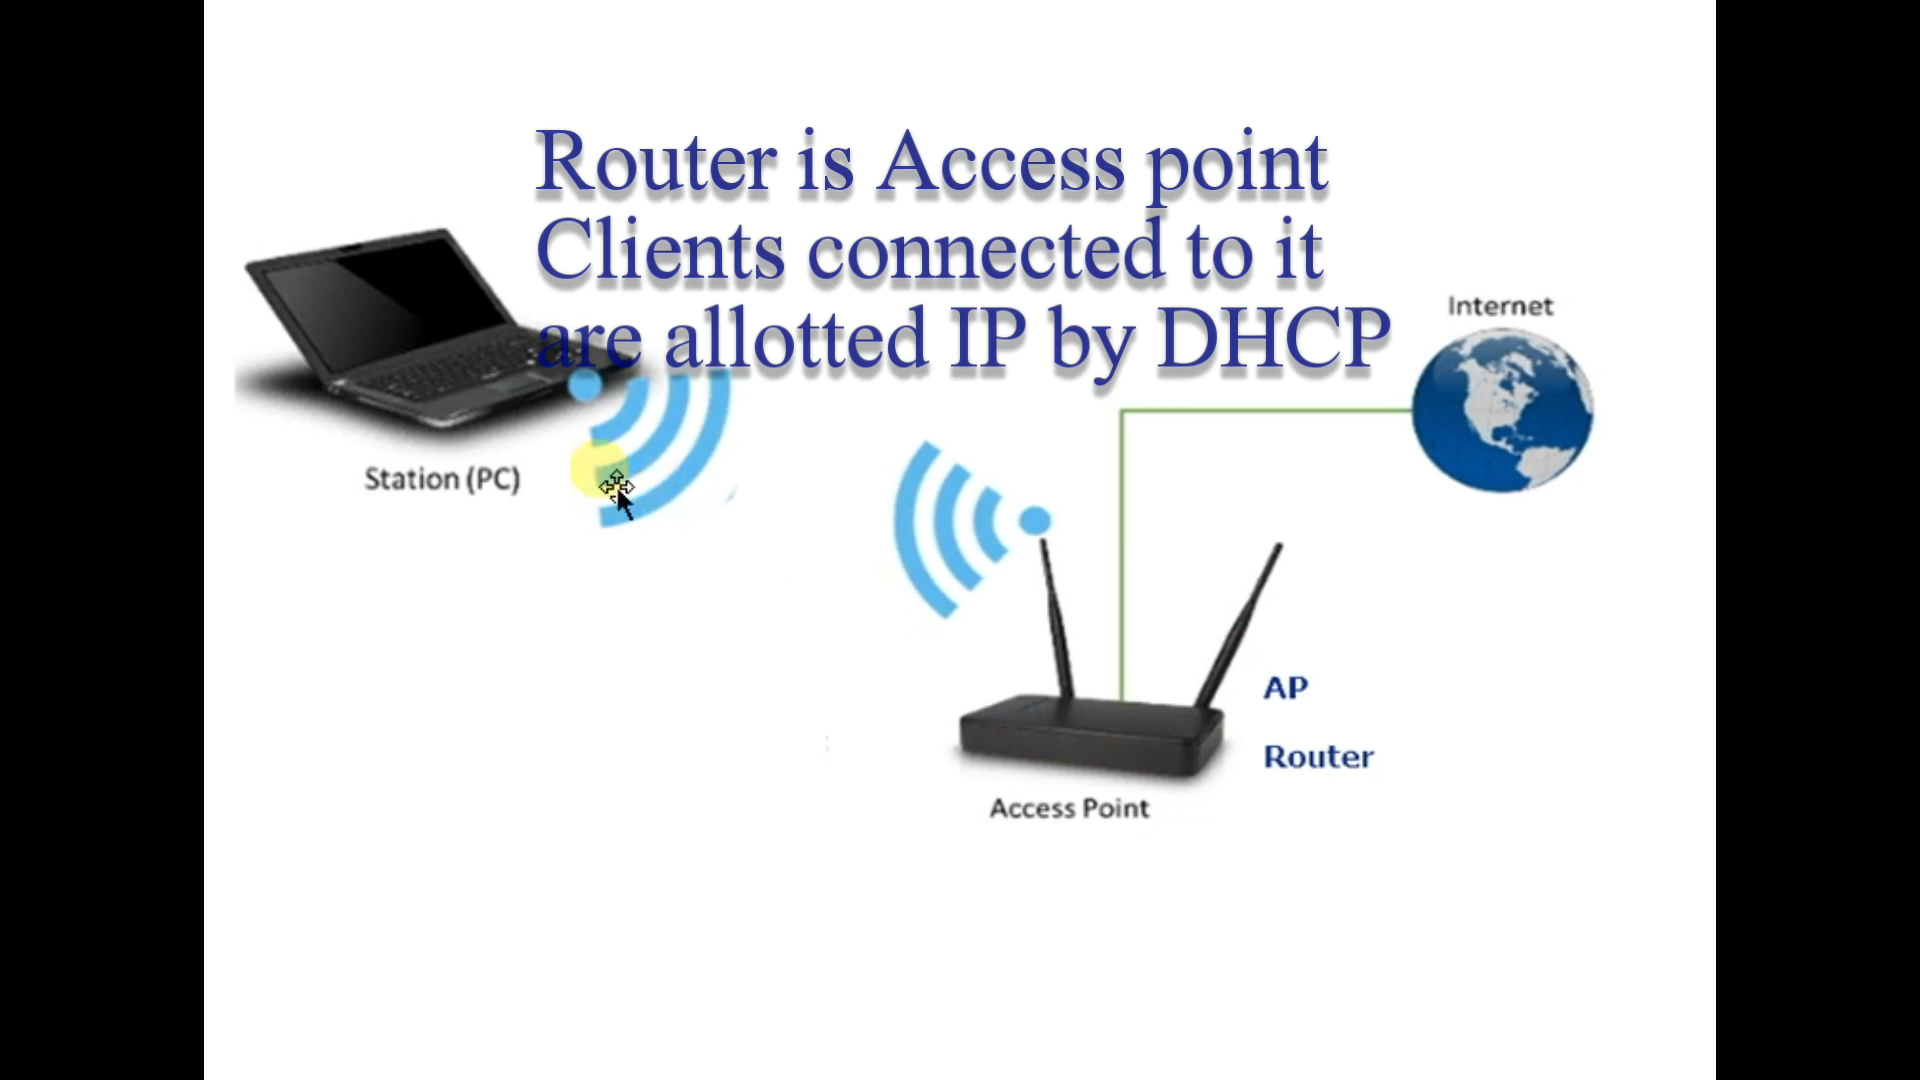 Router is Access point
Clients connected to it
are allotted IP by DHCP
Internet
Station (PC)
AP
Router
Access Point